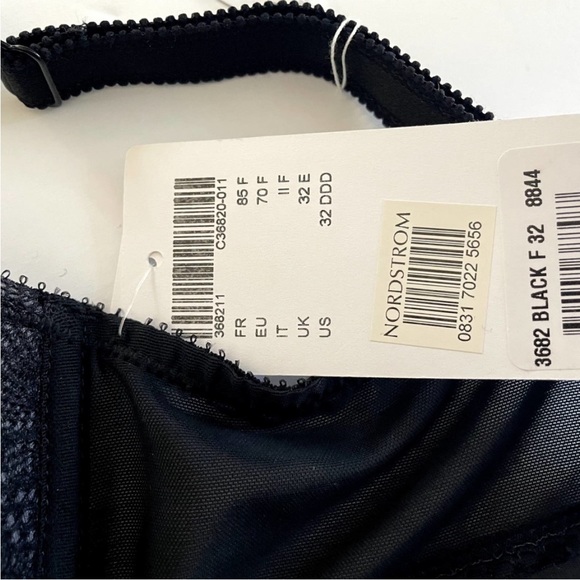 C36820-011
366211
FR 85 F
EU 70 F
IT II F
UK 32 E
US 32 DDD
NORDSTROM
0831 7022 5656
3682 BLACK F 32 8844